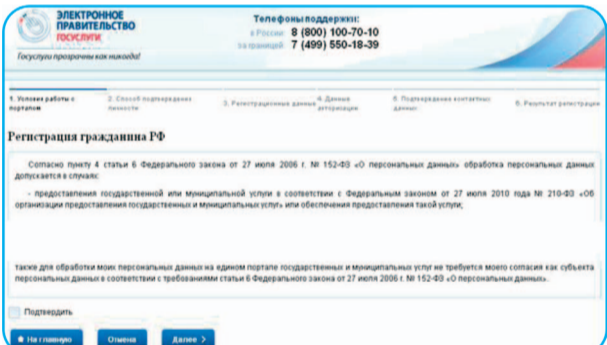 ЭЛЕКТРОННОЕ
ПРАВИТЕЛЬСТВО
ГОСУСЛУГИ
Госуслуги прозрачны как никогда!
Телефоны поддержки:
в России 8 (800) 100-70-10
за границей 7 (499) 550-18-39
1. Условия работы с порталом
2. Способ подтверждения личности
3. Регистрационные данные
4. Данные авторизации
5. Подтверждение контактных данных
6. Результат регистрации
Регистрация гражданина РФ
Согласно пункту 4 статьи 6 Федерального закона от 27 июля 2006 г. № 152-ФЗ «О персональных данных» обработка персональных данных
допускается в случаях:
- предоставления государственной или муниципальной услуги в соответствии с Федеральным законом от 27 июля 2010 года № 210-ФЗ «Об
организации предоставления государственных и муниципальных услуг» или обеспечения предоставления такой услуги;
также для обработки моих персональных данных на едином портале государственных и муниципальных услуг не требуется моего согласия как субъекта
персональных данных в соответствии с требованиями статьи 6 Федерального закона от 27 июля 2006 г. № 152-ФЗ «О персональных данных».
Подтвердить
На главную Отмена Далее >